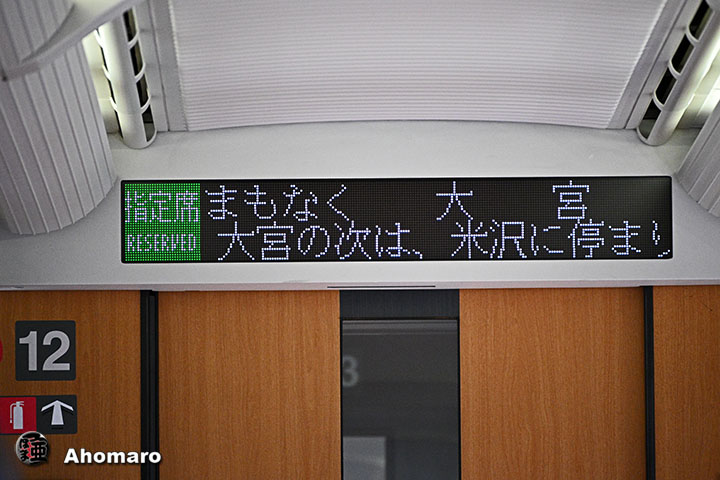 指定席
RESERVED
まもなく 大宮
大宮の次は、米沢に停まり
12
3
Ahomaro